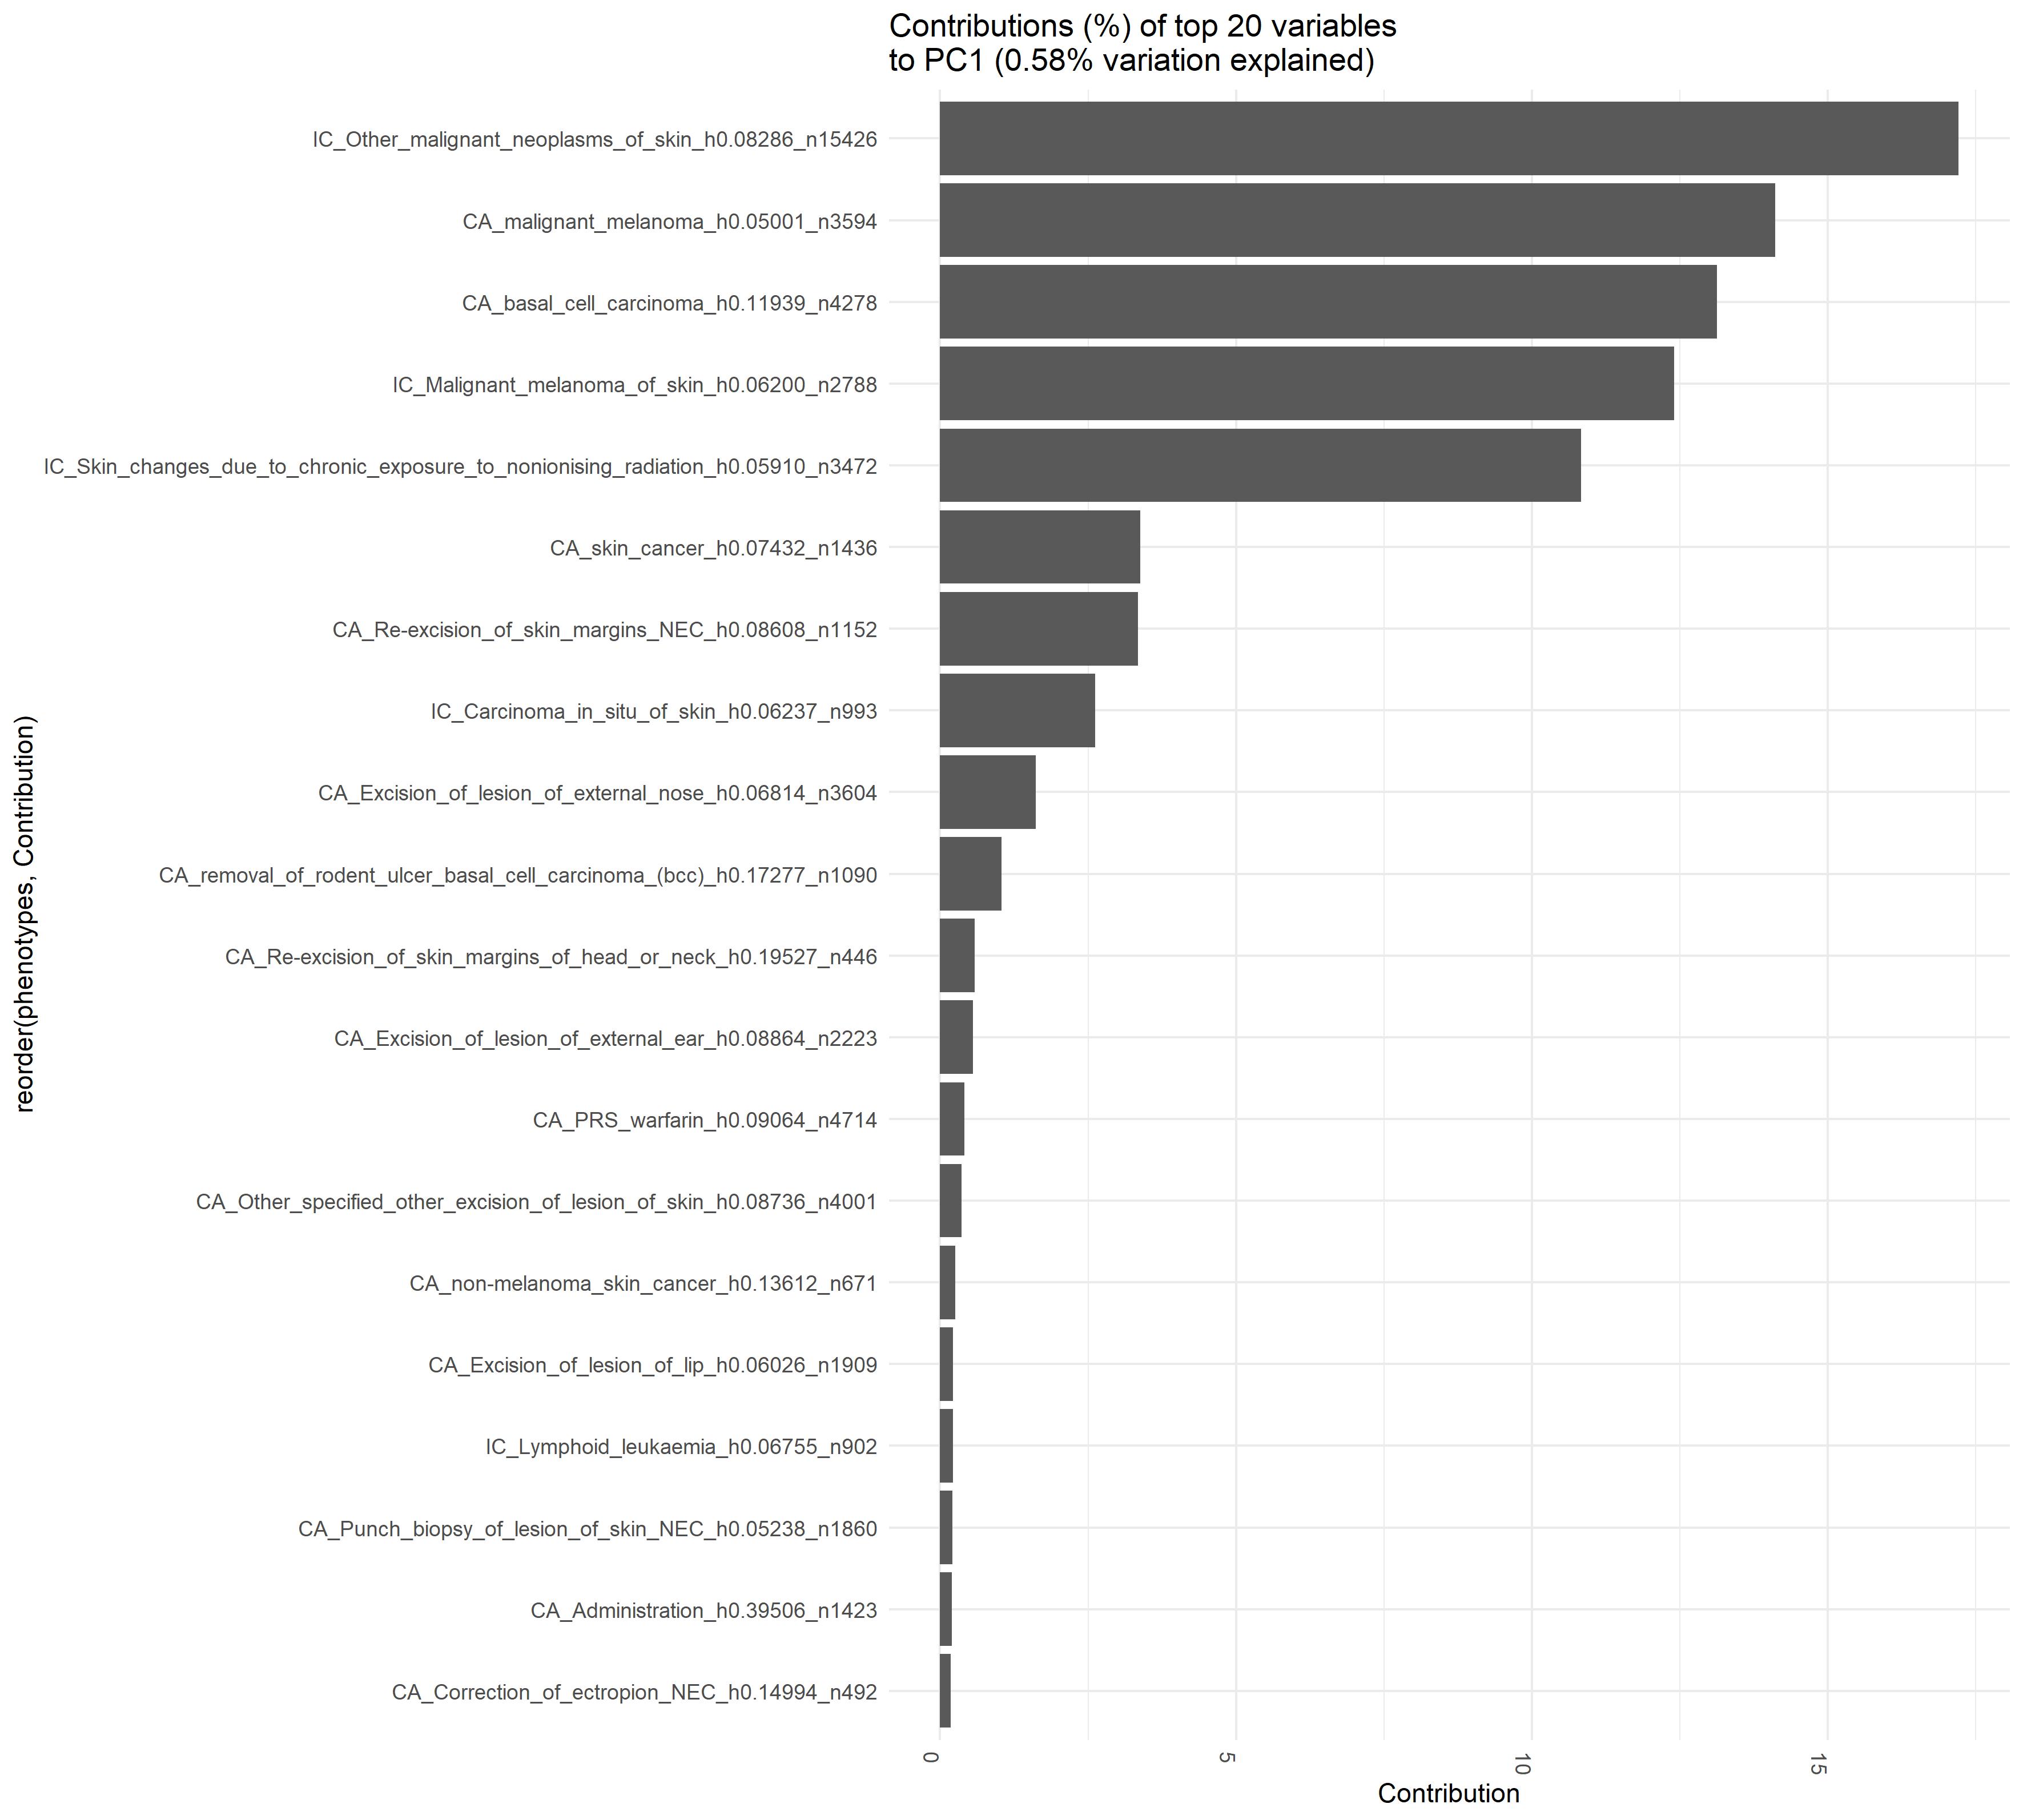 Contributions (%) of top 20 variables
to PC1 (0.58% variation explained)
IC_Other_malignant_neoplasms_of_skin_h0.08286_n15426
CA_malignant_melanoma_h0.05001_n3594
CA_basal_cell_carcinoma_h0.11939_n4278
IC_Malignant_melanoma_of_skin_h0.06200_n2788
IC_Skin_changes_due_to_chronic_exposure_to_nonionising_radiation_h0.05910_n3472
CA_skin_cancer_h0.07432_n1436
CA_Re-excision_of_skin_margins_NEC_h0.08608_n1152
IC_Carcinoma_in_situ_of_skin_h0.06237_n993
CA_Excision_of_lesion_of_external_nose_h0.06814_n3604
CA_removal_of_rodent_ulcer_basal_cell_carcinoma_(bcc)_h0.17277_n1090
CA_Re-excision_of_skin_margins_of_head_or_neck_h0.19527_n446
CA_Excision_of_lesion_of_external_ear_h0.08864_n2223
CA_PRS_warfarin_h0.09064_n4714
CA_Other_specified_other_excision_of_lesion_of_skin_h0.08736_n4001
CA_non-melanoma_skin_cancer_h0.13612_n671
CA_Excision_of_lesion_of_lip_h0.06026_n1909
IC_Lymphoid_leukaemia_h0.06755_n902
CA_Punch_biopsy_of_lesion_of_skin_NEC_h0.05238_n1860
CA_Administration_h0.39506_n1423
CA_Correction_of_ectropion_NEC_h0.14994_n492
reorder(phenotypes, Contribution)
0 5 10 15
Contribution